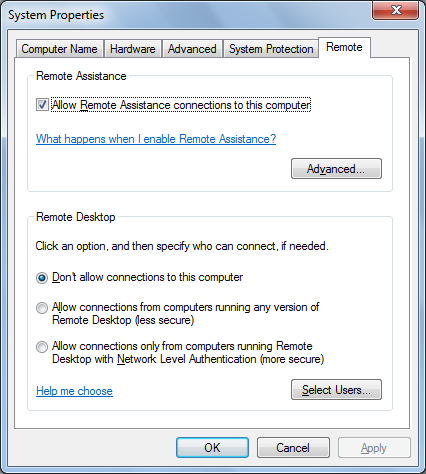 System Properties
Computer Name Hardware Advanced System Protection Remote
Remote Assistance
Allow Remote Assistance connections to this computer
What happens when I enable Remote Assistance?
Advanced...
Remote Desktop
Click an option, and then specify who can connect, if needed.
Don't allow connections to this computer
Allow connections from computers running any version of
Remote Desktop (less secure)
Allow connections only from computers running Remote
Desktop with Network Level Authentication (more secure)
Help me choose
Select Users...
OK Cancel Apply